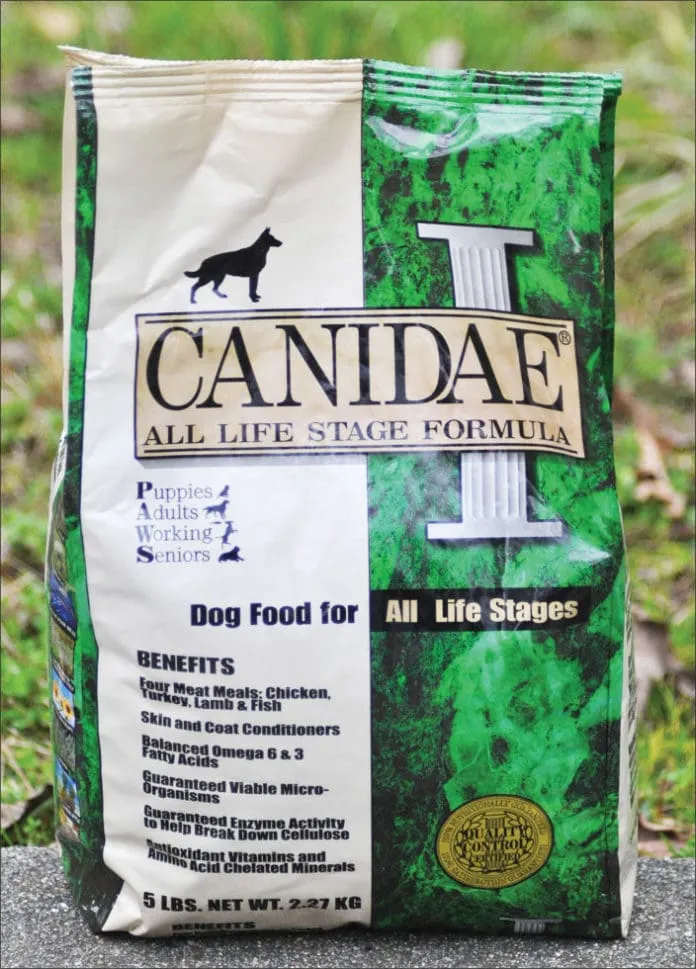 CANIDAE®
ALL LIFE STAGE FORMULA
Puppies
Adults
Working
Seniors
Dog Food for All Life Stages
BENEFITS
Four Meat Meals: Chicken,
Turkey, Lamb & Fish
Skin and Coat Conditioners
Balanced Omega 6 & 3
Fatty Acids
Guaranteed Viable Micro-
Organisms
Guaranteed Enzyme Activity
to Help Break Down Cellulose
Antioxidant Vitamins and
Amino Acid Chelated Minerals
QUALITY
CONTROL
CERTIFIED
5 LBS. NET WT. 2.27 KG
BENEFITS